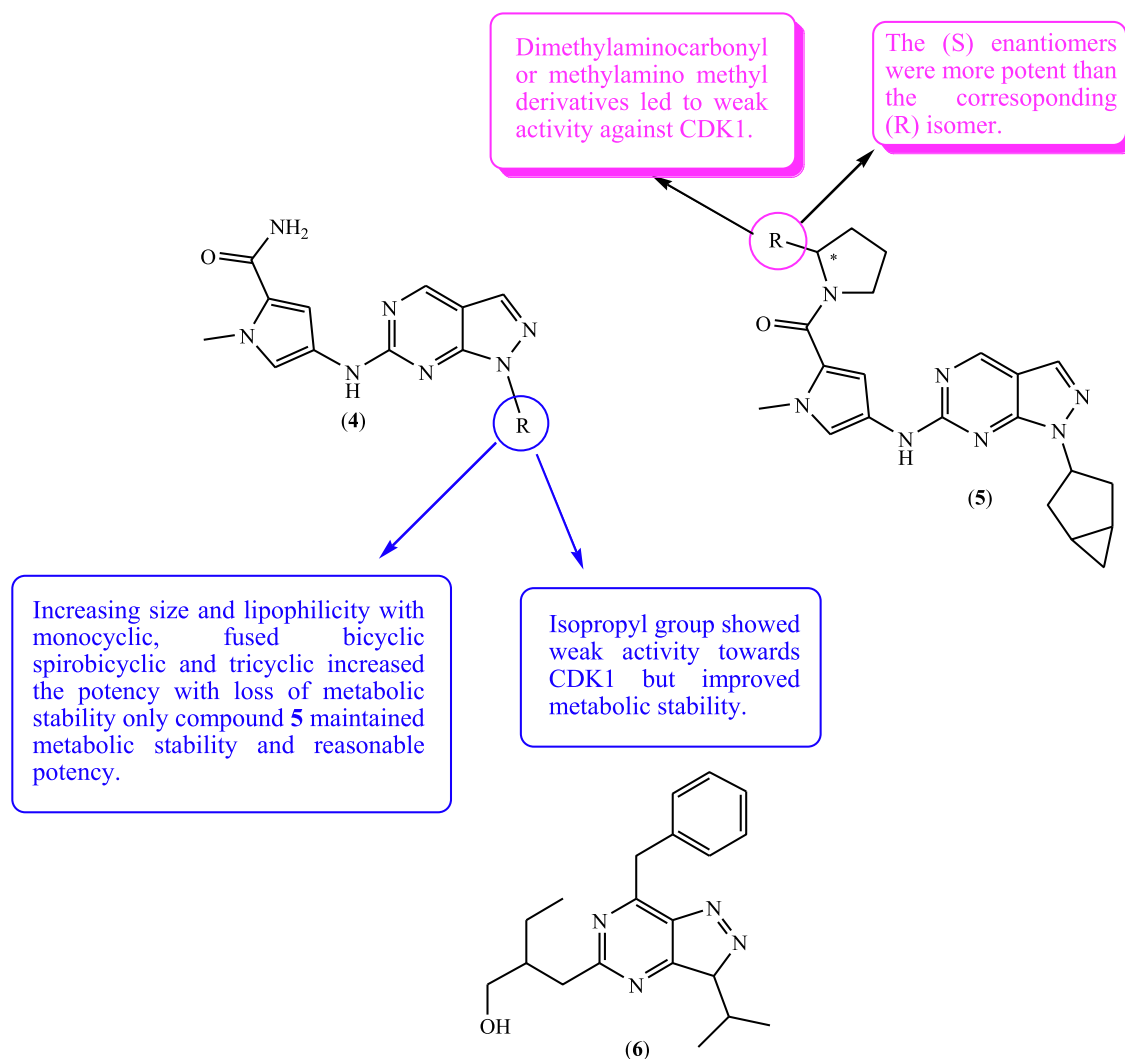 Dimethylaminocarbonyl
or methylamino methyl
derivatives led to weak
activity against CDK1.
The (S) enantiomers
were more potent than
the corresoponding
(R) isomer.
NH2
O
N
N
N
N
N
N
H
R
(4)
R
*
N
O
N
N
N
N
N
N
H
(5)
Increasing size and lipophilicity with
monocyclic, fused bicyclic
spirobicyclic and tricyclic increased
the potency with loss of metabolic
stability only compound 5 maintained
metabolic stability and reasonable
potency.
Isopropyl group showed
weak activity towards
CDK1 but improved
metabolic stability.
N
N
N
N
OH
(6)